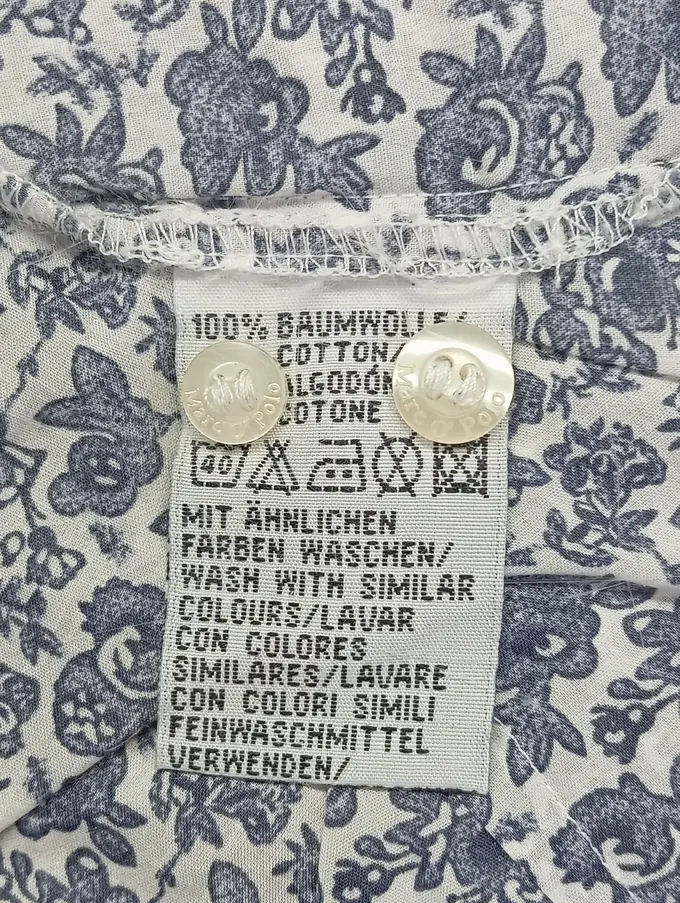 100% BAUMWOLLE/
COTTON/
ALGODÓN
COTONE
Marc O'Polo
Marc O'Polo
40
MIT ÄHNLICHEN
FARBEN WASCHEN/
WASH WITH SIMILAR
COLOURS/LAVAR
CON COLORES
SIMILARES/LAVARE
CON COLORI SIMILI
FEINWASCHMITTEL
VERWENDEN/